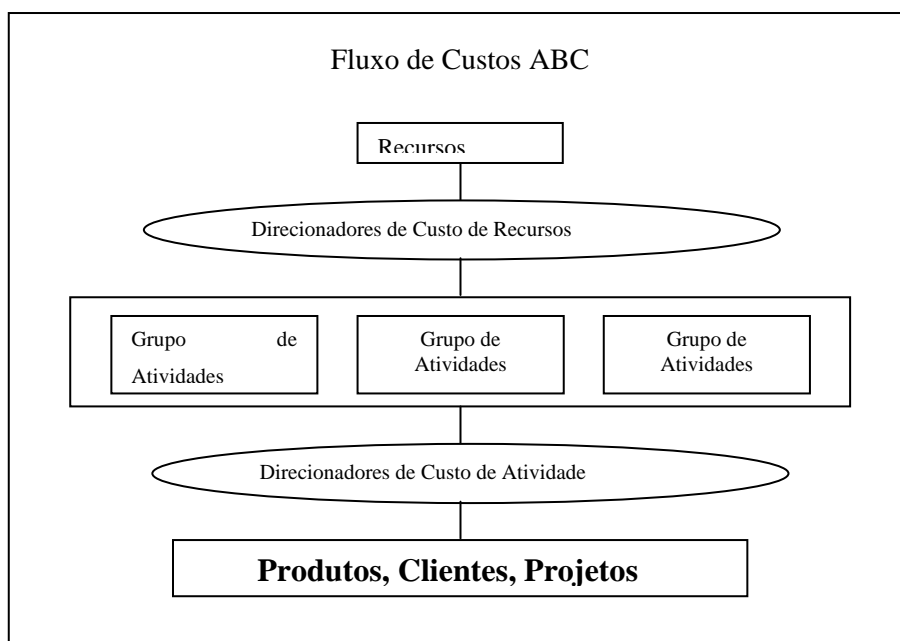 Fluxo de Custos ABC
Recursos
Direcionadores de Custo de Recursos
Grupo de
Atividades
Grupo de
Atividades
Grupo de
Atividades
Direcionadores de Custo de Atividade
Produtos, Clientes, Projetos